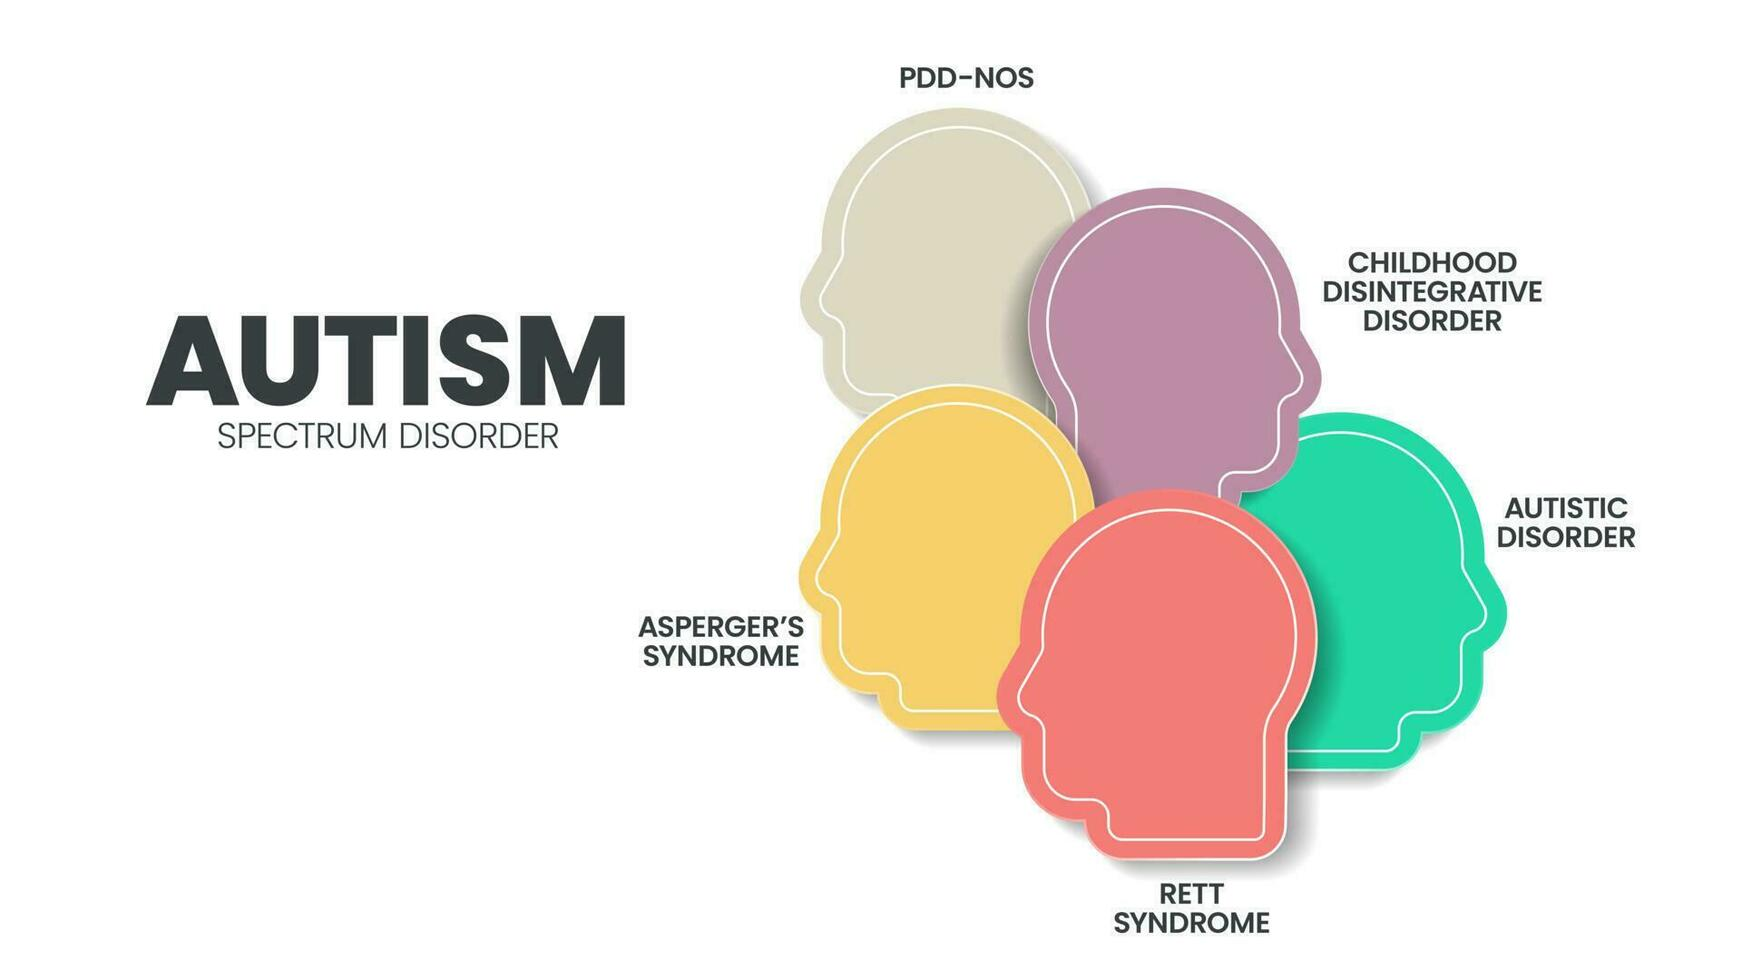 AUTISM
SPECTRUM DISORDER
PDD-NOS
CHILDHOOD
DISINTEGRATIVE
DISORDER
AUTISTIC
DISORDER
ASPERGER’S
SYNDROME
RETT
SYNDROME